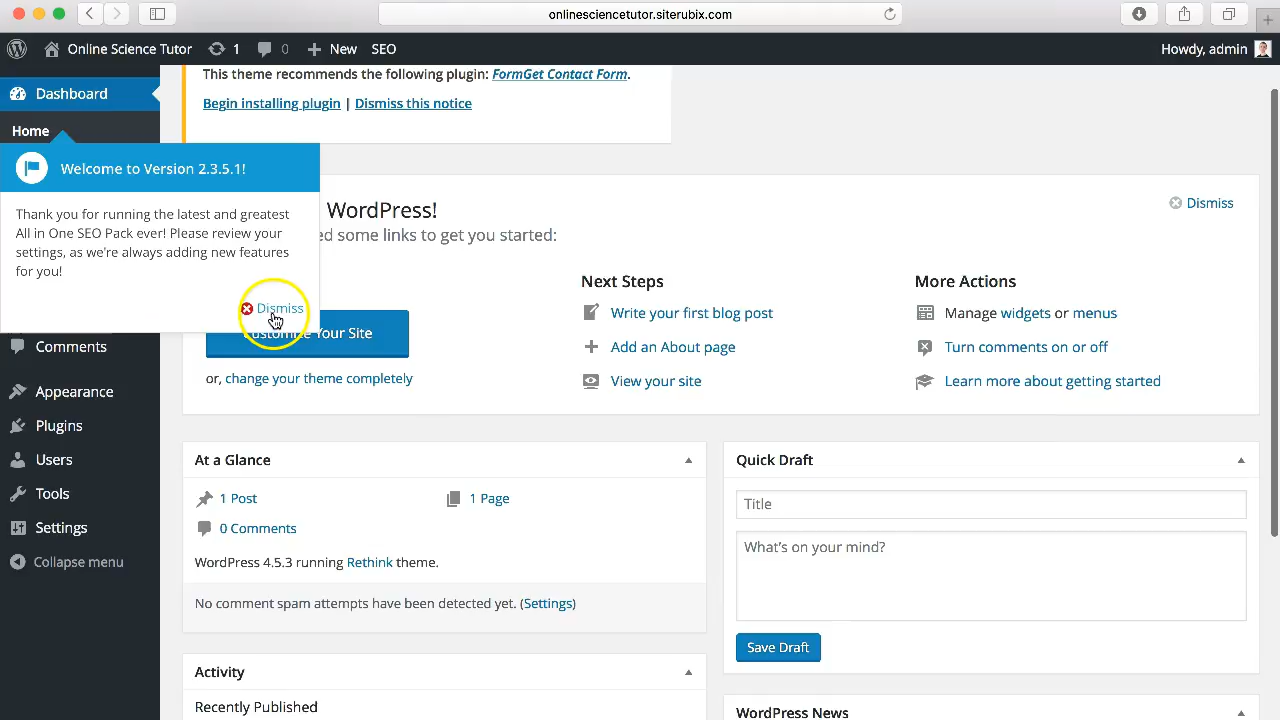 onlinesciencetutor.siterubix.com
Online Science Tutor
1
0
New
SEO
Howdy, admin
Dashboard
Home
This theme recommends the following plugin: FormGet Contact Form.
Begin installing plugin | Dismiss this notice
Welcome to Version 2.3.5.1!
Thank you for running the latest and greatest
All in One SEO Pack ever! Please review your
settings, as we're always adding new features
for you!
Dismiss
Comments
Appearance
Plugins
Users
Tools
Settings
Collapse menu
WordPress!
ed some links to get you started:
Dismiss
Customize Your Site
or, change your theme completely
Next Steps
Write your first blog post
Add an About page
View your site
More Actions
Manage widgets or menus
Turn comments on or off
Learn more about getting started
At a Glance
1 Post
1 Page
0 Comments
WordPress 4.5.3 running Rethink theme.
No comment spam attempts have been detected yet. (Settings)
Activity
Recently Published
Quick Draft
Title
What's on your mind?
Save Draft
WordPress News